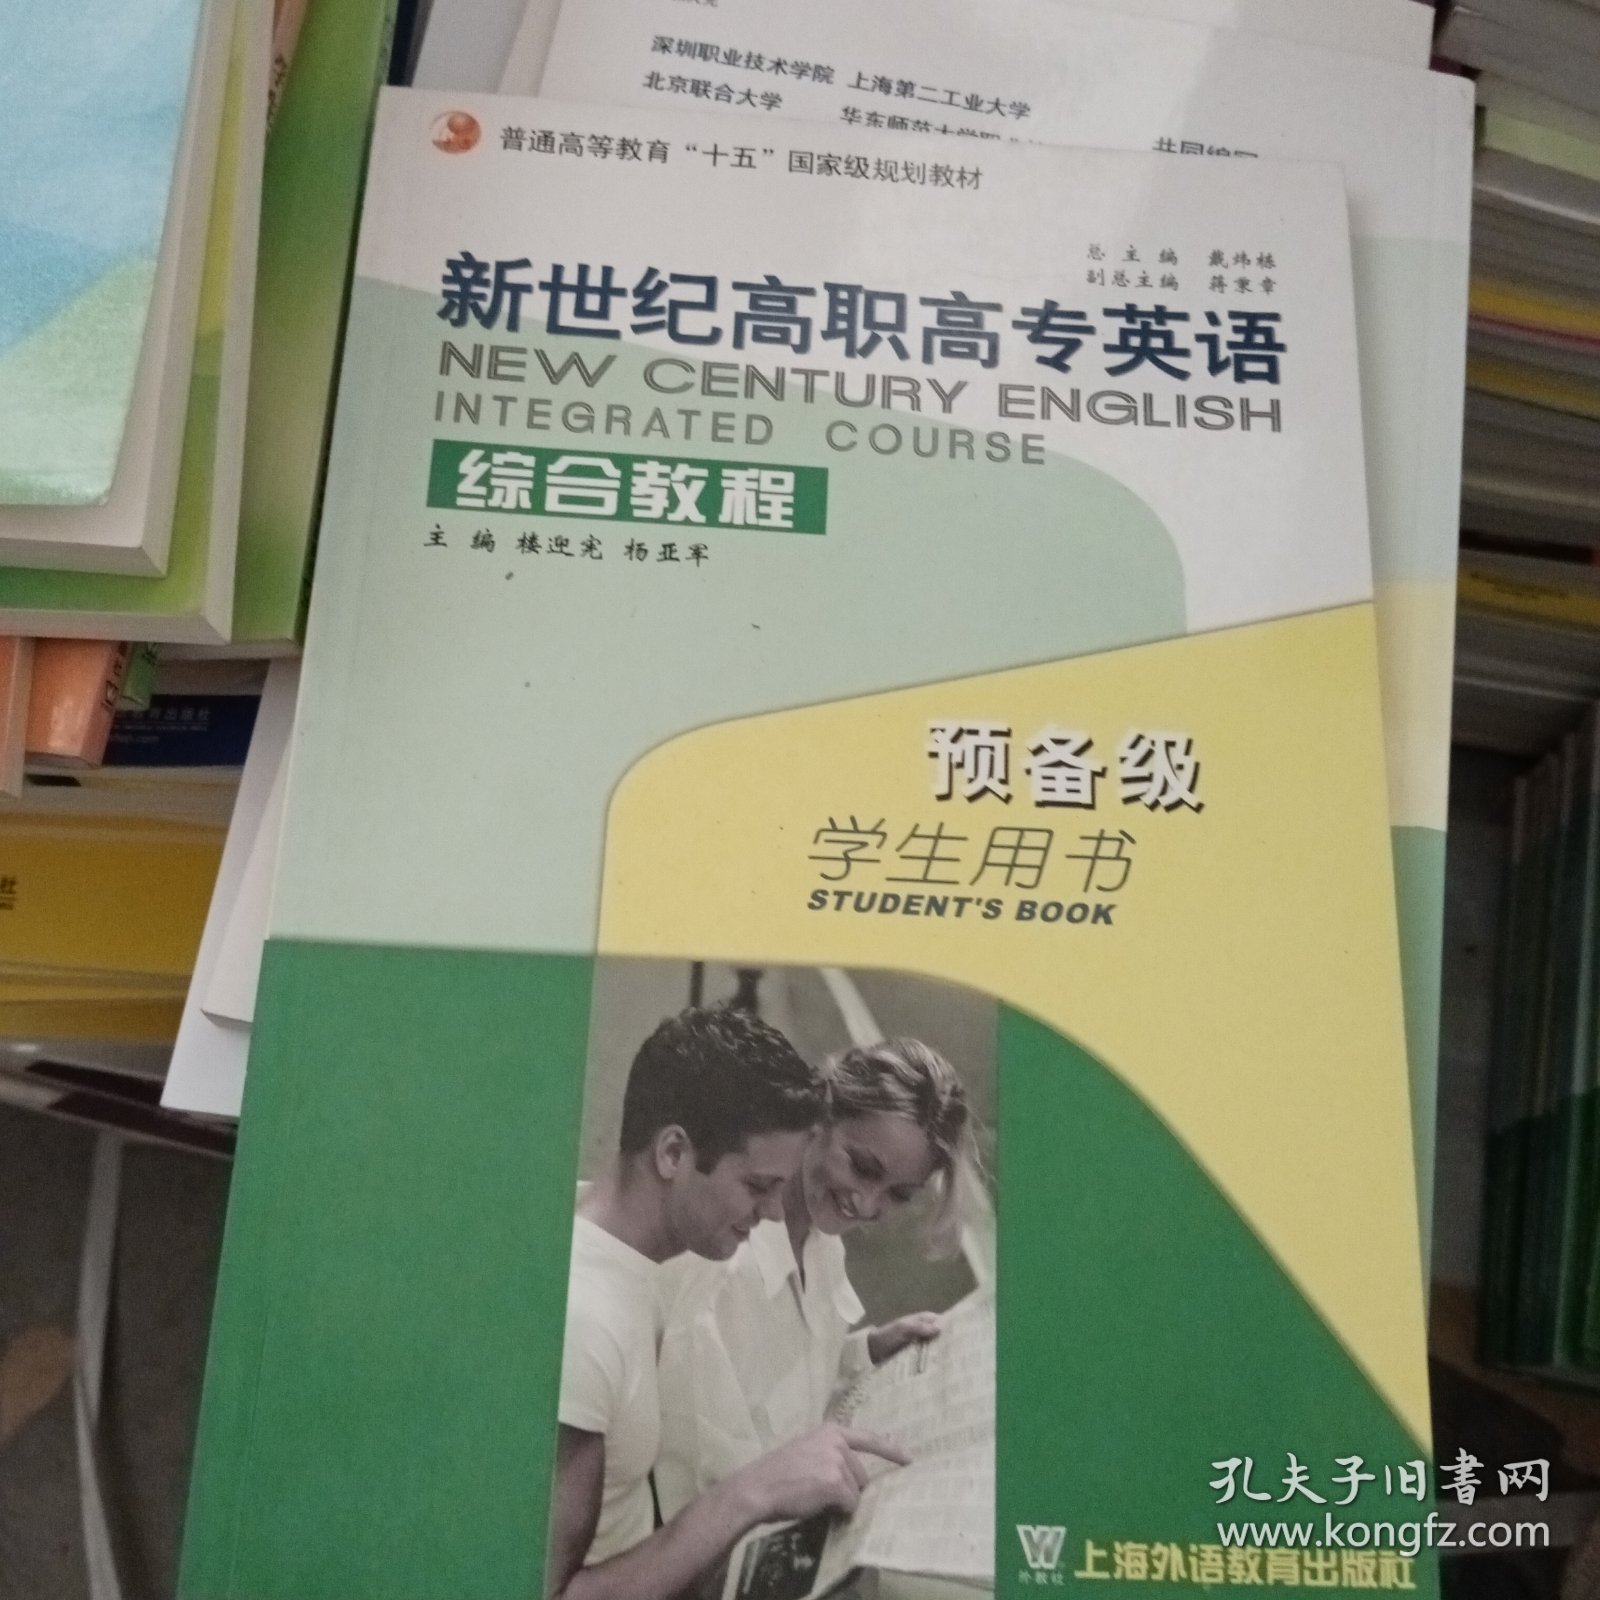 深圳职业技术学院 上海第二工业大学
北京联合大学
共同编写
普通高等教育“十五”国家级规划教材
总主编 戴炜栋
副总主编 蒋秉章
新世纪高职高专英语
NEW CENTURY ENGLISH
INTEGRATED COURSE
综合教程
主编 楼迎宪 杨亚军
预备级
学生用书
STUDENT'S BOOK
W
外教社
上海外语教育出版社
孔夫子旧书网
www.kongfz.com